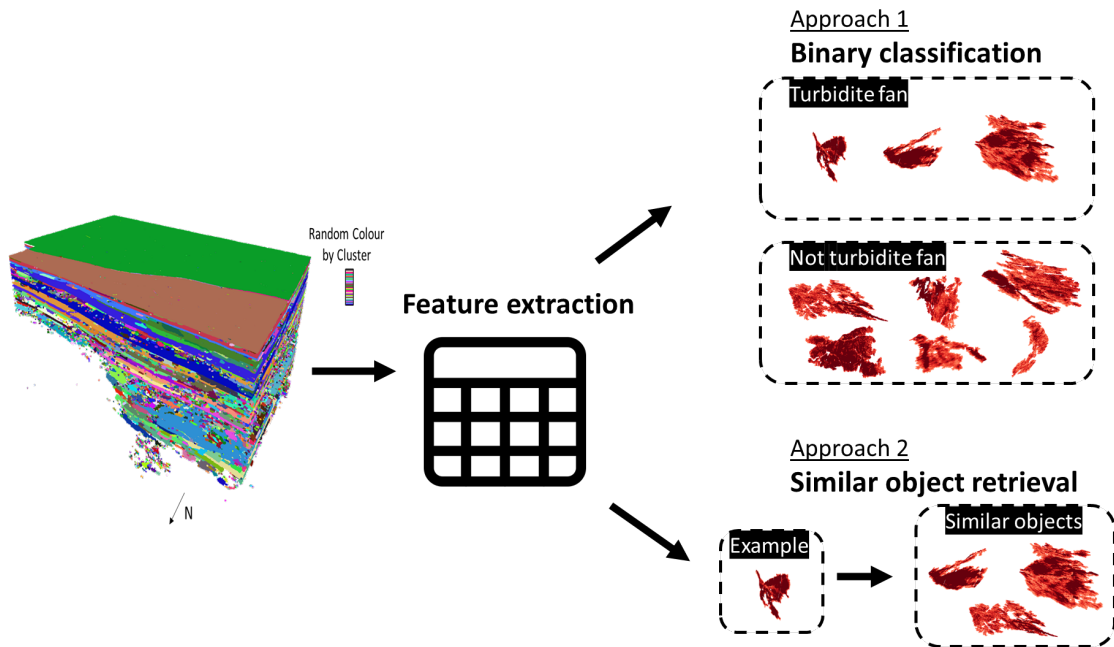 Approach 1
Binary classification
Turbidite fan
Random Colour
by Cluster
Not turbidite fan
Feature extraction
Approach 2
Similar object retrieval
Example
Similar objects
N